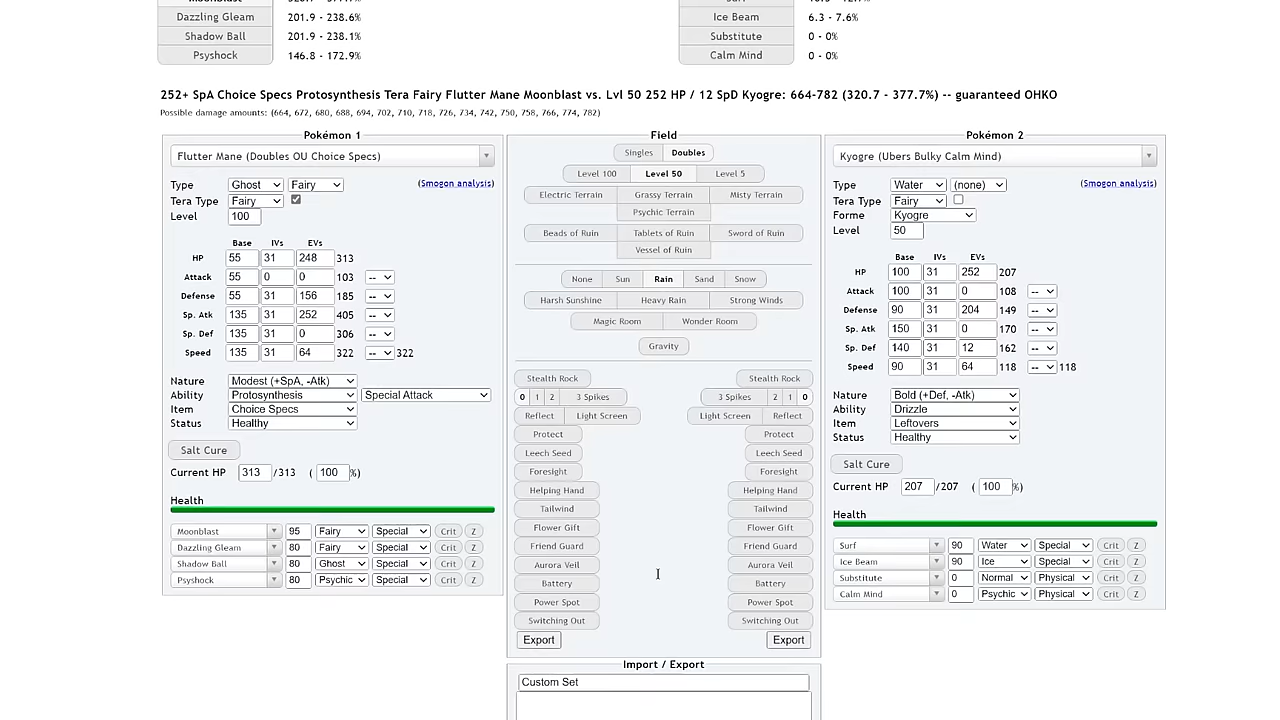 Dazzling Gleam 201.9 - 238.6% Ice Beam 6.3 - 7.6%
Shadow Ball 201.9 - 238.1% Substitute 0 - 0%
Psyshock 146.8 - 172.9% Calm Mind 0 - 0%
252+ SpA Choice Specs Protosynthesis Tera Fairy Flutter Mane Moonblast vs. Lvl 50 252 HP / 12 SpD Kyogre: 664-782 (320.7 - 377.7%) -- guaranteed OHKO
Possible damage amounts: (664, 672, 680, 688, 694, 702, 710, 718, 726, 734, 742, 750, 758, 766, 774, 782)
Pokémon 1
Flutter Mane (Doubles OU Choice Specs)
Type Ghost Fairy (Smogon analysis)
Tera Type Fairy
Level 100
Base IVs EVs
HP 55 31 248 313
Attack 55 0 0 103 --
Defense 55 31 156 185 --
Sp. Atk 135 31 252 405 --
Sp. Def 135 31 0 306 --
Speed 135 31 64 322 -- 322
Nature Modest (+SpA, -Atk)
Ability Protosynthesis Special Attack
Item Choice Specs
Status Healthy
Salt Cure
Current HP 313 /313 ( 100 %)
Health
Moonblast 95 Fairy Special Crit Z
Dazzling Gleam 80 Fairy Special Crit Z
Shadow Ball 80 Ghost Special Crit Z
Psyshock 80 Psychic Special Crit Z
Field
Singles Doubles
Level 100 Level 50 Level 5
Electric Terrain Grassy Terrain Misty Terrain
Psychic Terrain
Beads of Ruin Tablets of Ruin Sword of Ruin
Vessel of Ruin
None Sun Rain Sand Snow
Harsh Sunshine Heavy Rain Strong Winds
Magic Room Wonder Room
Gravity
Stealth Rock Stealth Rock
0 1 2 3 Spikes 3 Spikes 2 1 0
Reflect Light Screen Light Screen Reflect
Protect Protect
Leech Seed Leech Seed
Foresight Foresight
Helping Hand Helping Hand
Tailwind Tailwind
Flower Gift Flower Gift
Friend Guard Friend Guard
Aurora Veil Aurora Veil
Battery Battery
Power Spot Power Spot
Switching Out Switching Out
Export Export
Import / Export
Custom Set
Pokémon 2
Kyogre (Ubers Bulky Calm Mind)
Type Water (none) (Smogon analysis)
Tera Type Fairy
Forme Kyogre
Level 50
Base IVs EVs
HP 100 31 252 207
Attack 100 31 0 108 --
Defense 90 31 204 149 --
Sp. Atk 150 31 0 170 --
Sp. Def 140 31 12 162 --
Speed 90 31 64 118 -- 118
Nature Bold (+Def, -Atk)
Ability Drizzle
Item Leftovers
Status Healthy
Salt Cure
Current HP 207 /207 ( 100 %)
Health
Surf 90 Water Special Crit Z
Ice Beam 90 Ice Special Crit Z
Substitute 0 Normal Physical Crit Z
Calm Mind 0 Psychic Physical Crit Z